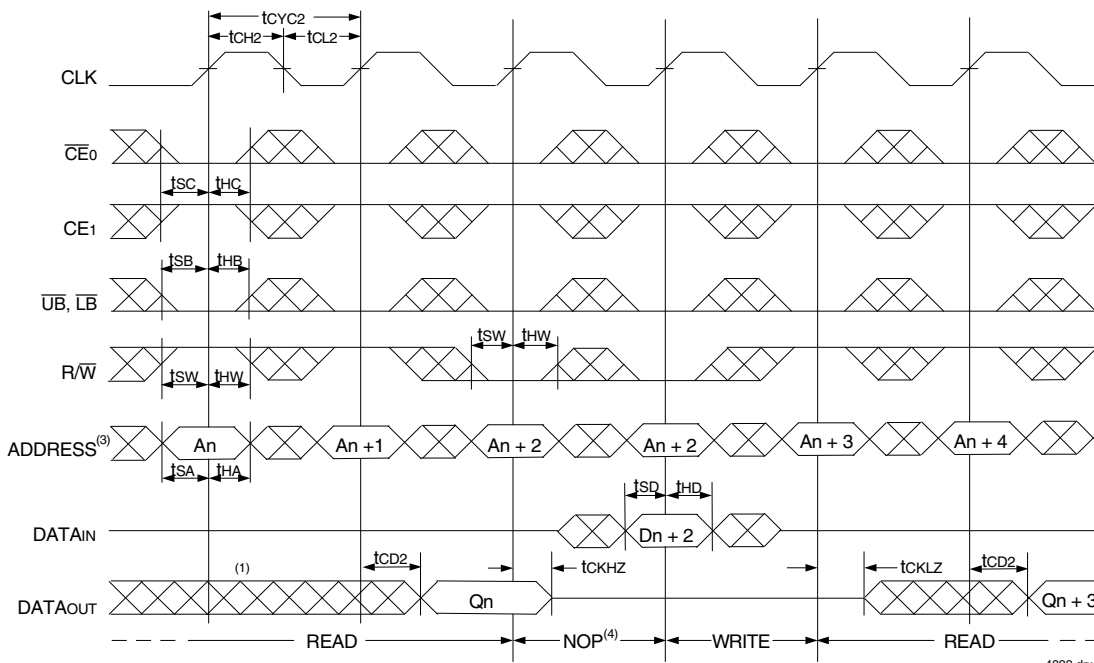 tCYC2
tCH2 tCL2
CLK
CE0
tSC tHC
CE1
tSB tHB
UB, LB
tSW tHW
R/W
tSW tHW
ADDRESS(3) An An +1 An + 2 An + 2 An + 3 An + 4
tSA tHA
tSD tHD
DATAIN Dn + 2
tCD2 tCKHZ tCKLZ tCD2
(1)
DATAOUT Qn Qn + 3
READ NOP(4) WRITE READ